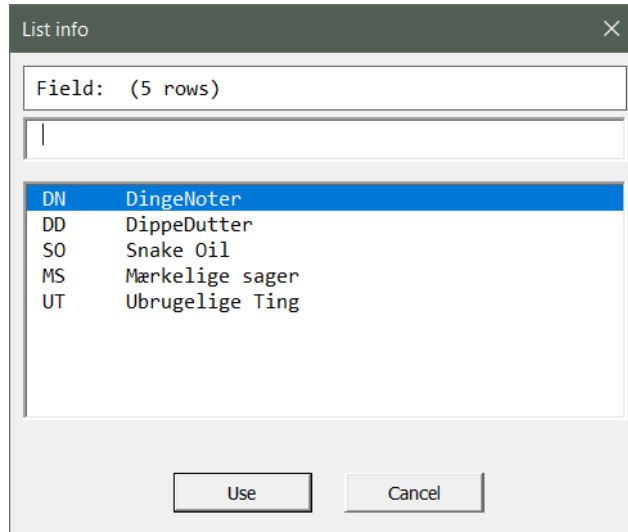 List info
Field: (5 rows)
DN DingeNoter
DD DippeDutter
SO Snake Oil
MS Mærkelige sager
UT Ubrugelige Ting
Use Cancel